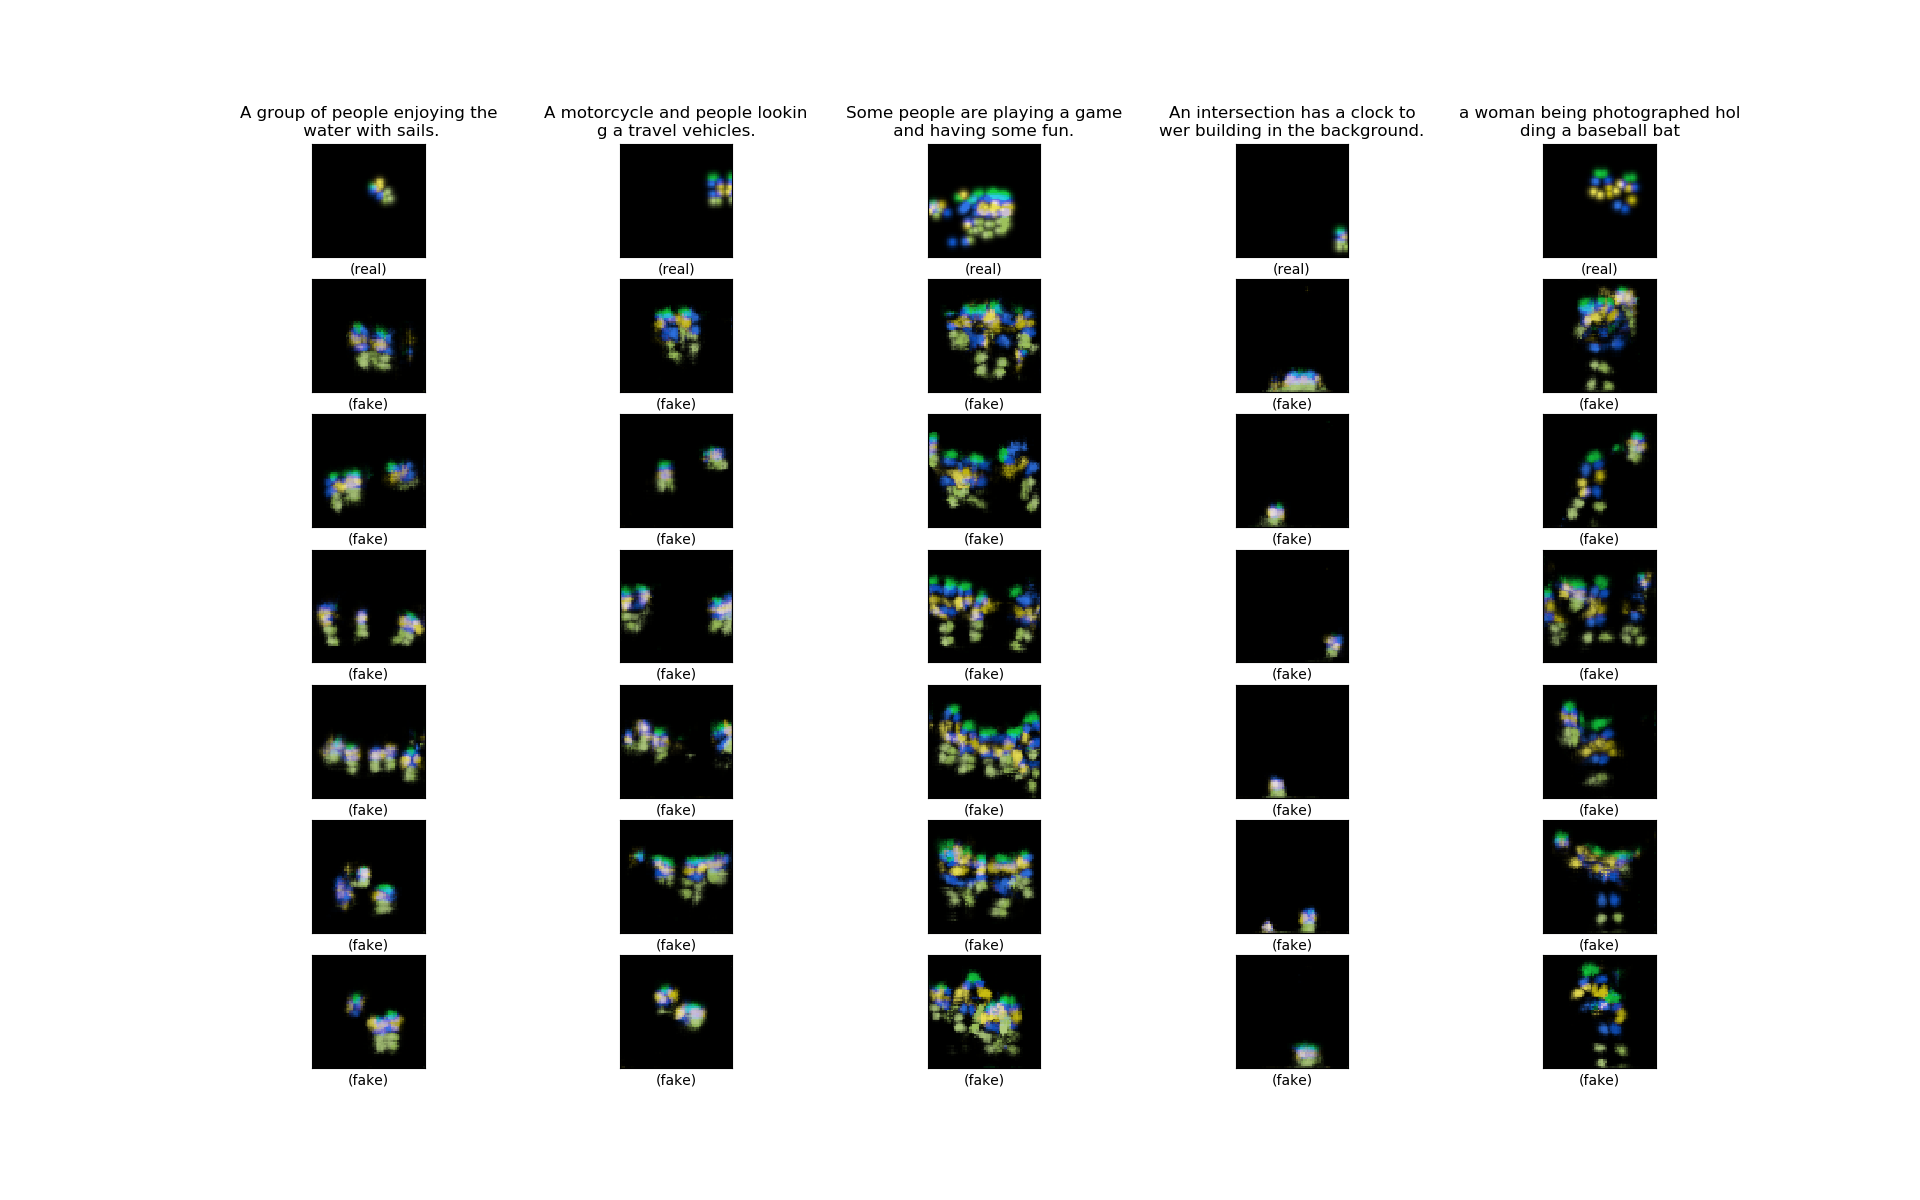 A group of people enjoying the
water with sails.
A motorcycle and people lookin
g a travel vehicles.
Some people are playing a game
and having some fun.
An intersection has a clock to
wer building in the background.
a woman being photographed hol
ding a baseball bat
(real) (real) (real) (real) (real)
(fake) (fake) (fake) (fake) (fake)
(fake) (fake) (fake) (fake) (fake)
(fake) (fake) (fake) (fake) (fake)
(fake) (fake) (fake) (fake) (fake)
(fake) (fake) (fake) (fake) (fake)
(fake) (fake) (fake) (fake) (fake)